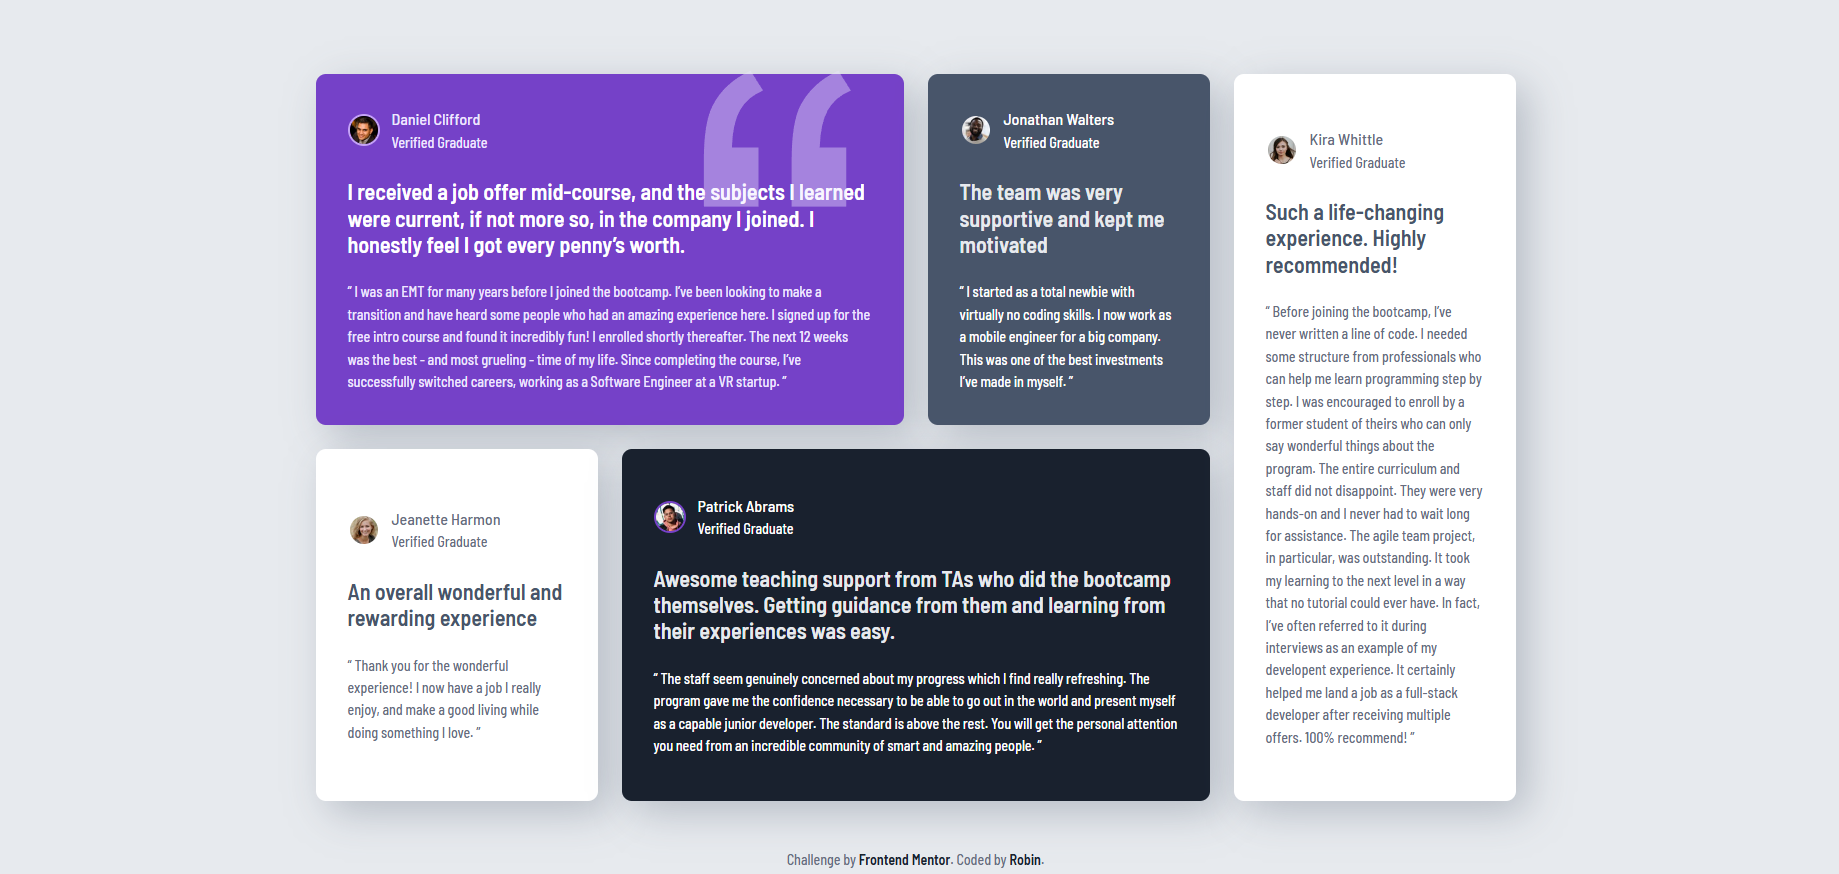 Daniel Clifford
Verified Graduate
I received a job offer mid-course, and the subjects I learned
were current, if not more so, in the company I joined. I
honestly feel I got every penny’s worth.
“ I was an EMT for many years before I joined the bootcamp. I’ve been looking to make a
transition and have heard some people who had an amazing experience here. I signed up for the
free intro course and found it incredibly fun! I enrolled shortly thereafter. The next 12 weeks
was the best - and most grueling - time of my life. Since completing the course, I’ve
successfully switched careers, working as a Software Engineer at a VR startup. ”
Jonathan Walters
Verified Graduate
The team was very
supportive and kept me
motivated
“ I started as a total newbie with
virtually no coding skills. I now work as
a mobile engineer for a big company.
This was one of the best investments
I’ve made in myself. ”
Kira Whittle
Verified Graduate
Such a life-changing
experience. Highly
recommended!
“ Before joining the bootcamp, I’ve
never written a line of code. I needed
some structure from professionals who
can help me learn programming step by
step. I was encouraged to enroll by a
former student of theirs who can only
say wonderful things about the
program. The entire curriculum and
staff did not disappoint. They were very
hands-on and I never had to wait long
for assistance. The agile team project,
in particular, was outstanding. It took
my learning to the next level in a way
that no tutorial could ever have. In fact,
I’ve often referred to it during
interviews as an example of my
developent experience. It certainly
helped me land a job as a full-stack
developer after receiving multiple
offers. 100% recommend! ”
Jeanette Harmon
Verified Graduate
An overall wonderful and
rewarding experience
“ Thank you for the wonderful
experience! I now have a job I really
enjoy, and make a good living while
doing something I love. ”
Patrick Abrams
Verified Graduate
Awesome teaching support from TAs who did the bootcamp
themselves. Getting guidance from them and learning from
their experiences was easy.
“ The staff seem genuinely concerned about my progress which I find really refreshing. The
program gave me the confidence necessary to be able to go out in the world and present myself
as a capable junior developer. The standard is above the rest. You will get the personal attention
you need from an incredible community of smart and amazing people. ”
Challenge by Frontend Mentor. Coded by Robin.